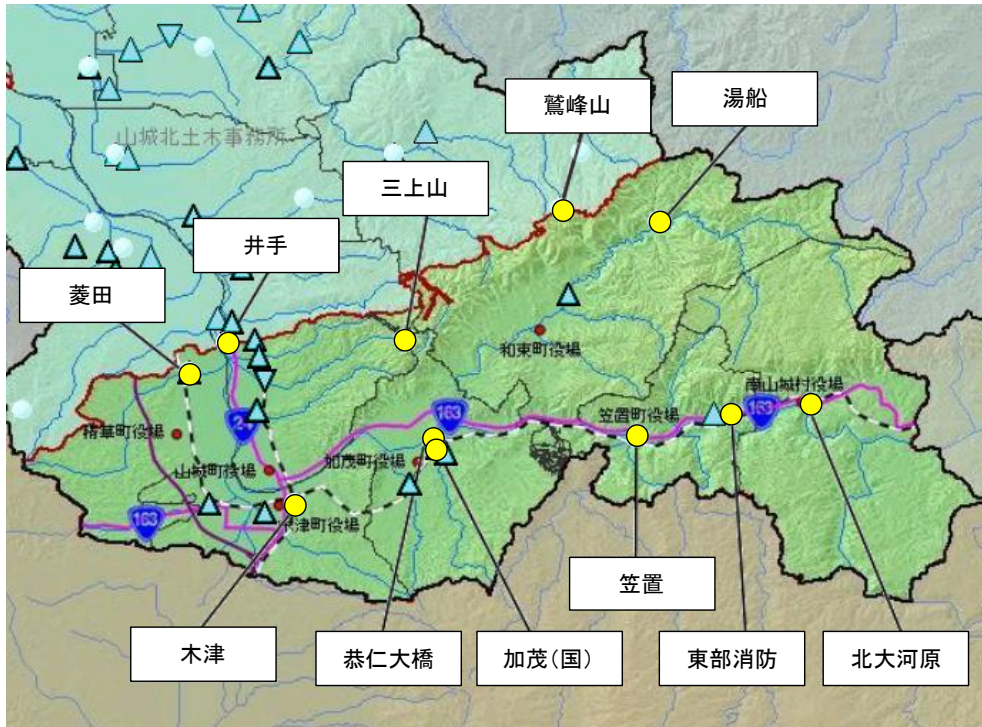 鷲峰山
湯船
山城北土木事務所
三上山
井手
菱田
和束町役場
南山城村役場
163
163
笠置町役場
24
精華町役場
加茂町役場
山城町役場
163
木津町役場
笠置
木津
恭仁大橋
加茂(国)
東部消防
北大河原